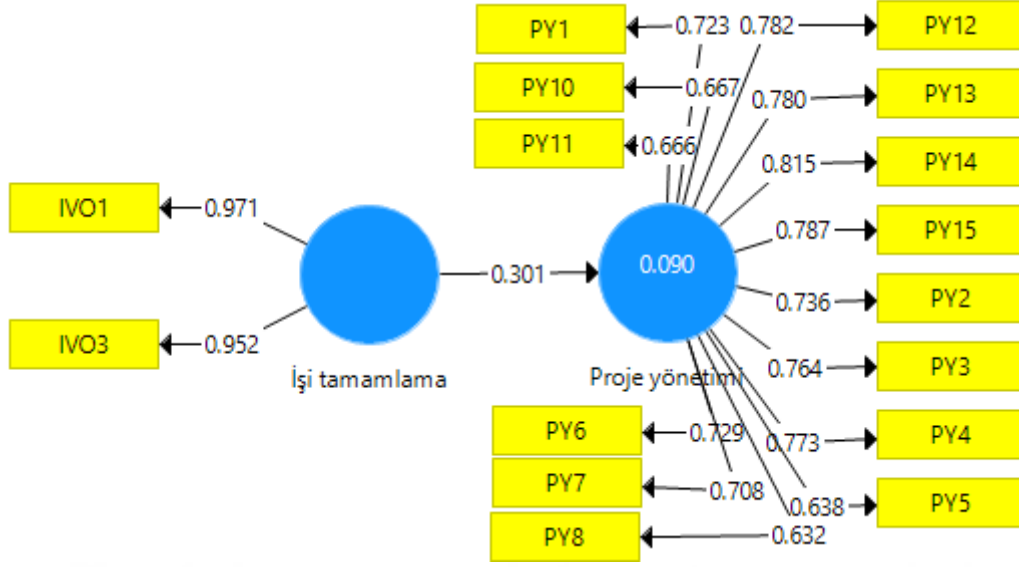 PY1
0.723
0.782
PY12
PY10
0.667
0.780
PY13
PY11
0.666
0.815
PY14
IVO1
0.971
0.787
PY15
0.301
0.090
0.736
PY2
IVO3
0.952
0.764
PY3
İşi tamamlama
Proje yönetimi
PY6
0.729
0.773
PY4
PY7
0.708
0.638
PY5
PY8
0.632